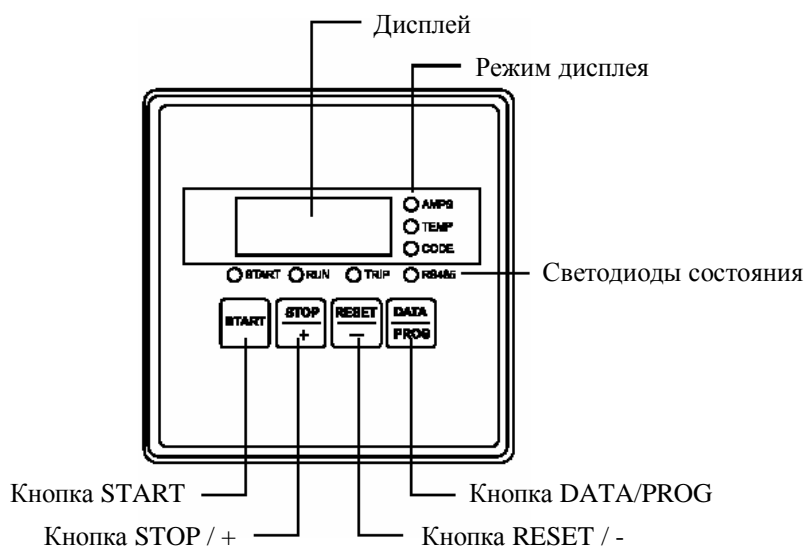 Дисплей
Режим дисплея
AMPS
TEMP
CODE
START RUN TRIP RS485
Светодиоды состояния
START STOP + RESET – DATA PROG
Кнопка START Кнопка DATA/PROG
Кнопка STOP / + Кнопка RESET / -